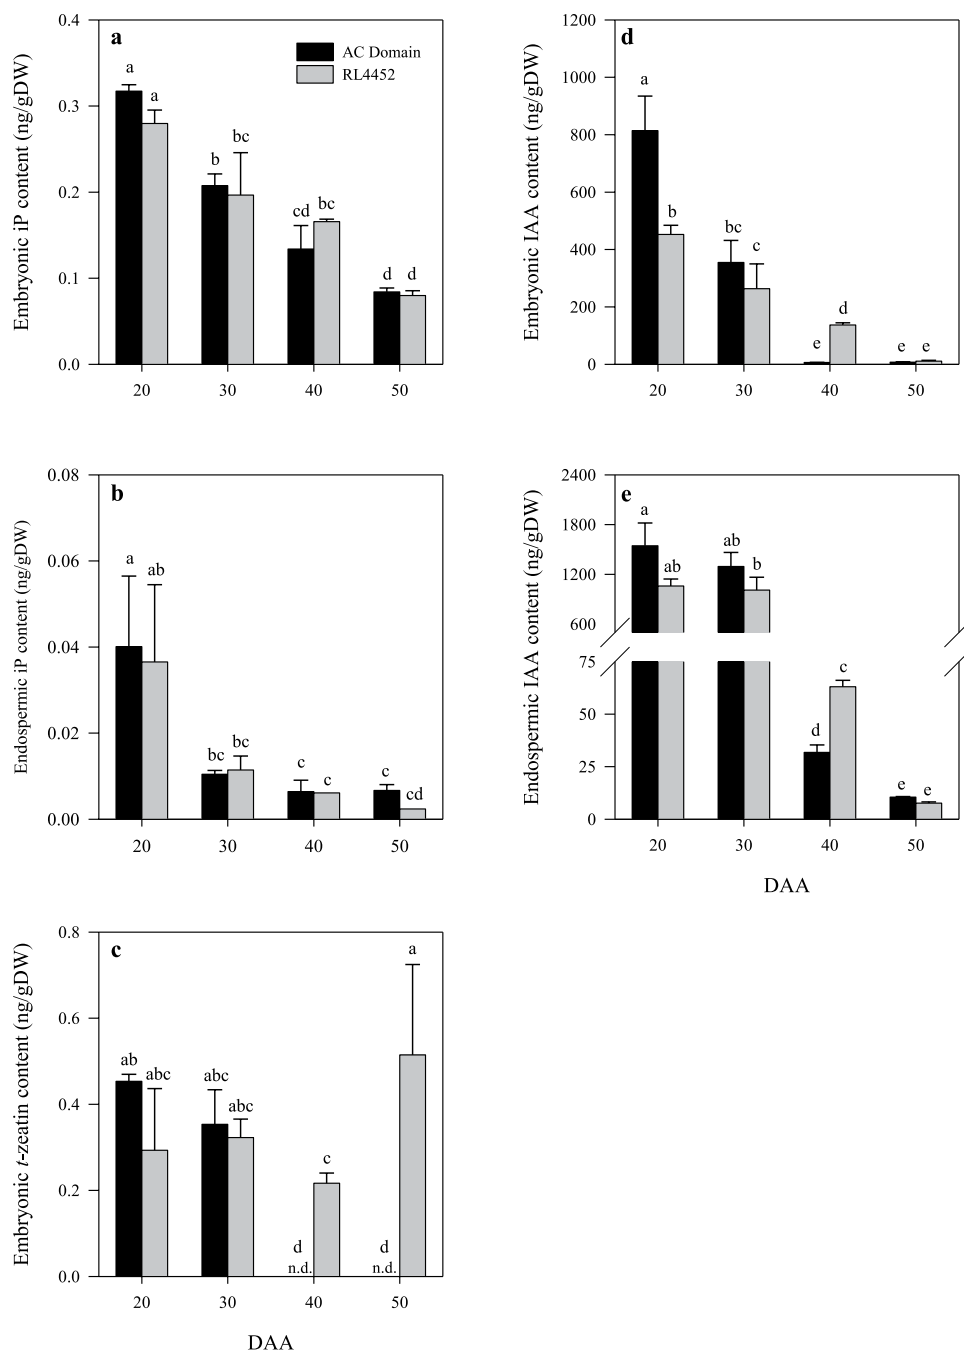 Embryonic iP content (ng/gDW)
0.4
0.3
0.2
0.1
0.0
a
AC Domain
RL4452
a
a
b
bc
cd
bc
d
d
20
30
40
50
Embryonic IAA content (ng/gDW)
1200
1000
800
600
400
200
0
d
a
b
bc
c
e
d
e
e
20
30
40
50
Endospermic iP content (ng/gDW)
0.08
0.06
0.04
0.02
0.00
b
a
ab
bc
bc
c
c
c
cd
20
30
40
50
Endospermic IAA content (ng/gDW)
2400
1800
1200
600
75
50
25
0
e
a
ab
ab
b
d
c
e
e
20
30
40
50
DAA
Embryonic t-zeatin content (ng/gDW)
0.8
0.6
0.4
0.2
0.0
c
ab
abc
abc
abc
d
n.d.
c
d
n.d.
a
20
30
40
50
DAA